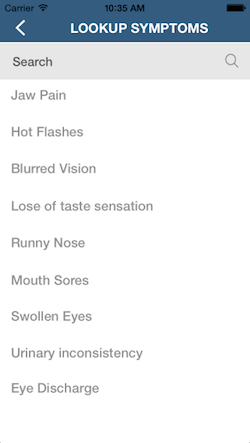 Carrier 10:35 AM
LOOKUP SYMPTOMS
Search
Jaw Pain
Hot Flashes
Blurred Vision
Lose of taste sensation
Runny Nose
Mouth Sores
Swollen Eyes
Urinary inconsistency
Eye Discharge